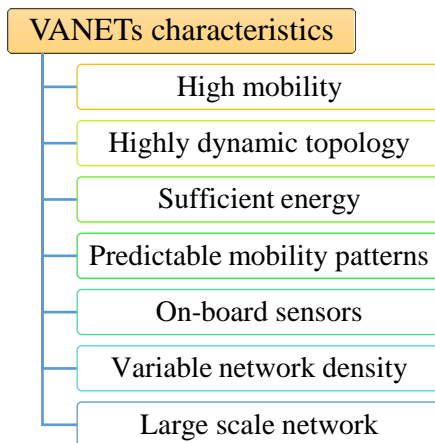 VANETs characteristics
High mobility
Highly dynamic topology
Sufficient energy
Predictable mobility patterns
On-board sensors
Variable network density
Large scale network